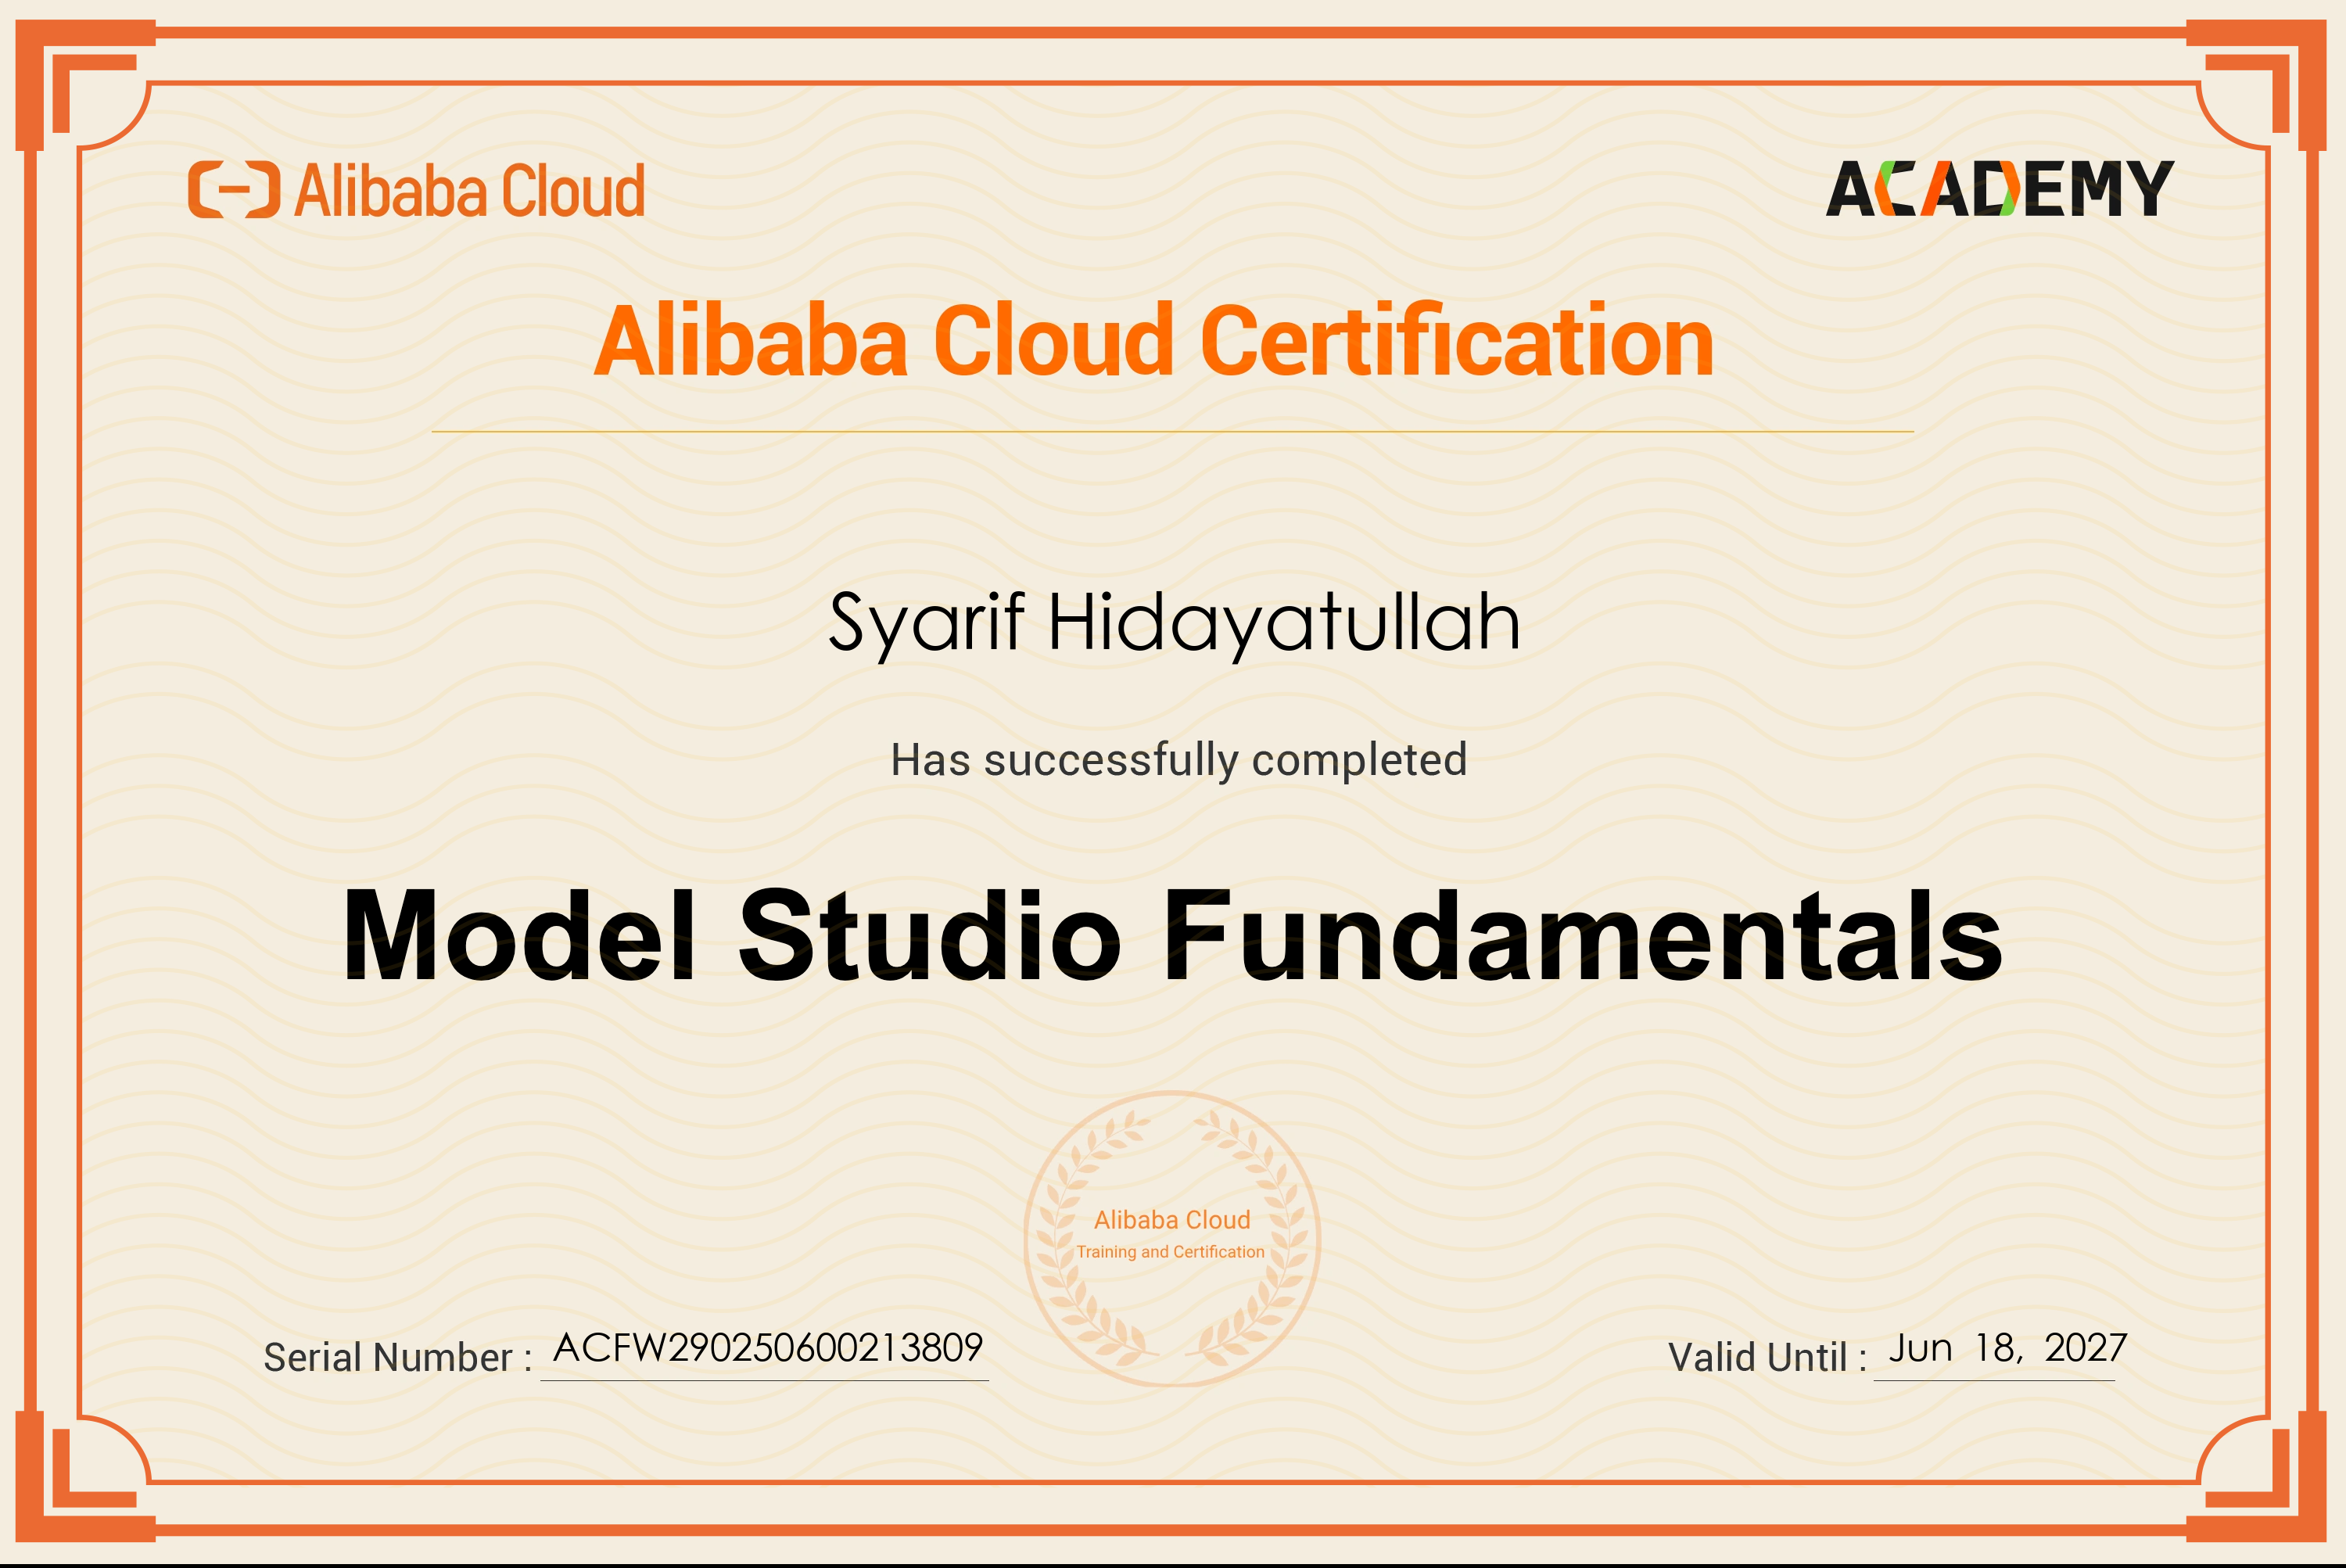 Alibaba Cloud
ACADEMY
Alibaba Cloud Certification
Syarif Hidayatullah
Has successfully completed
Model Studio Fundamentals
Alibaba Cloud
Training and Certification
Serial Number : ACFW290250600213809
Valid Until : Jun 18, 2027